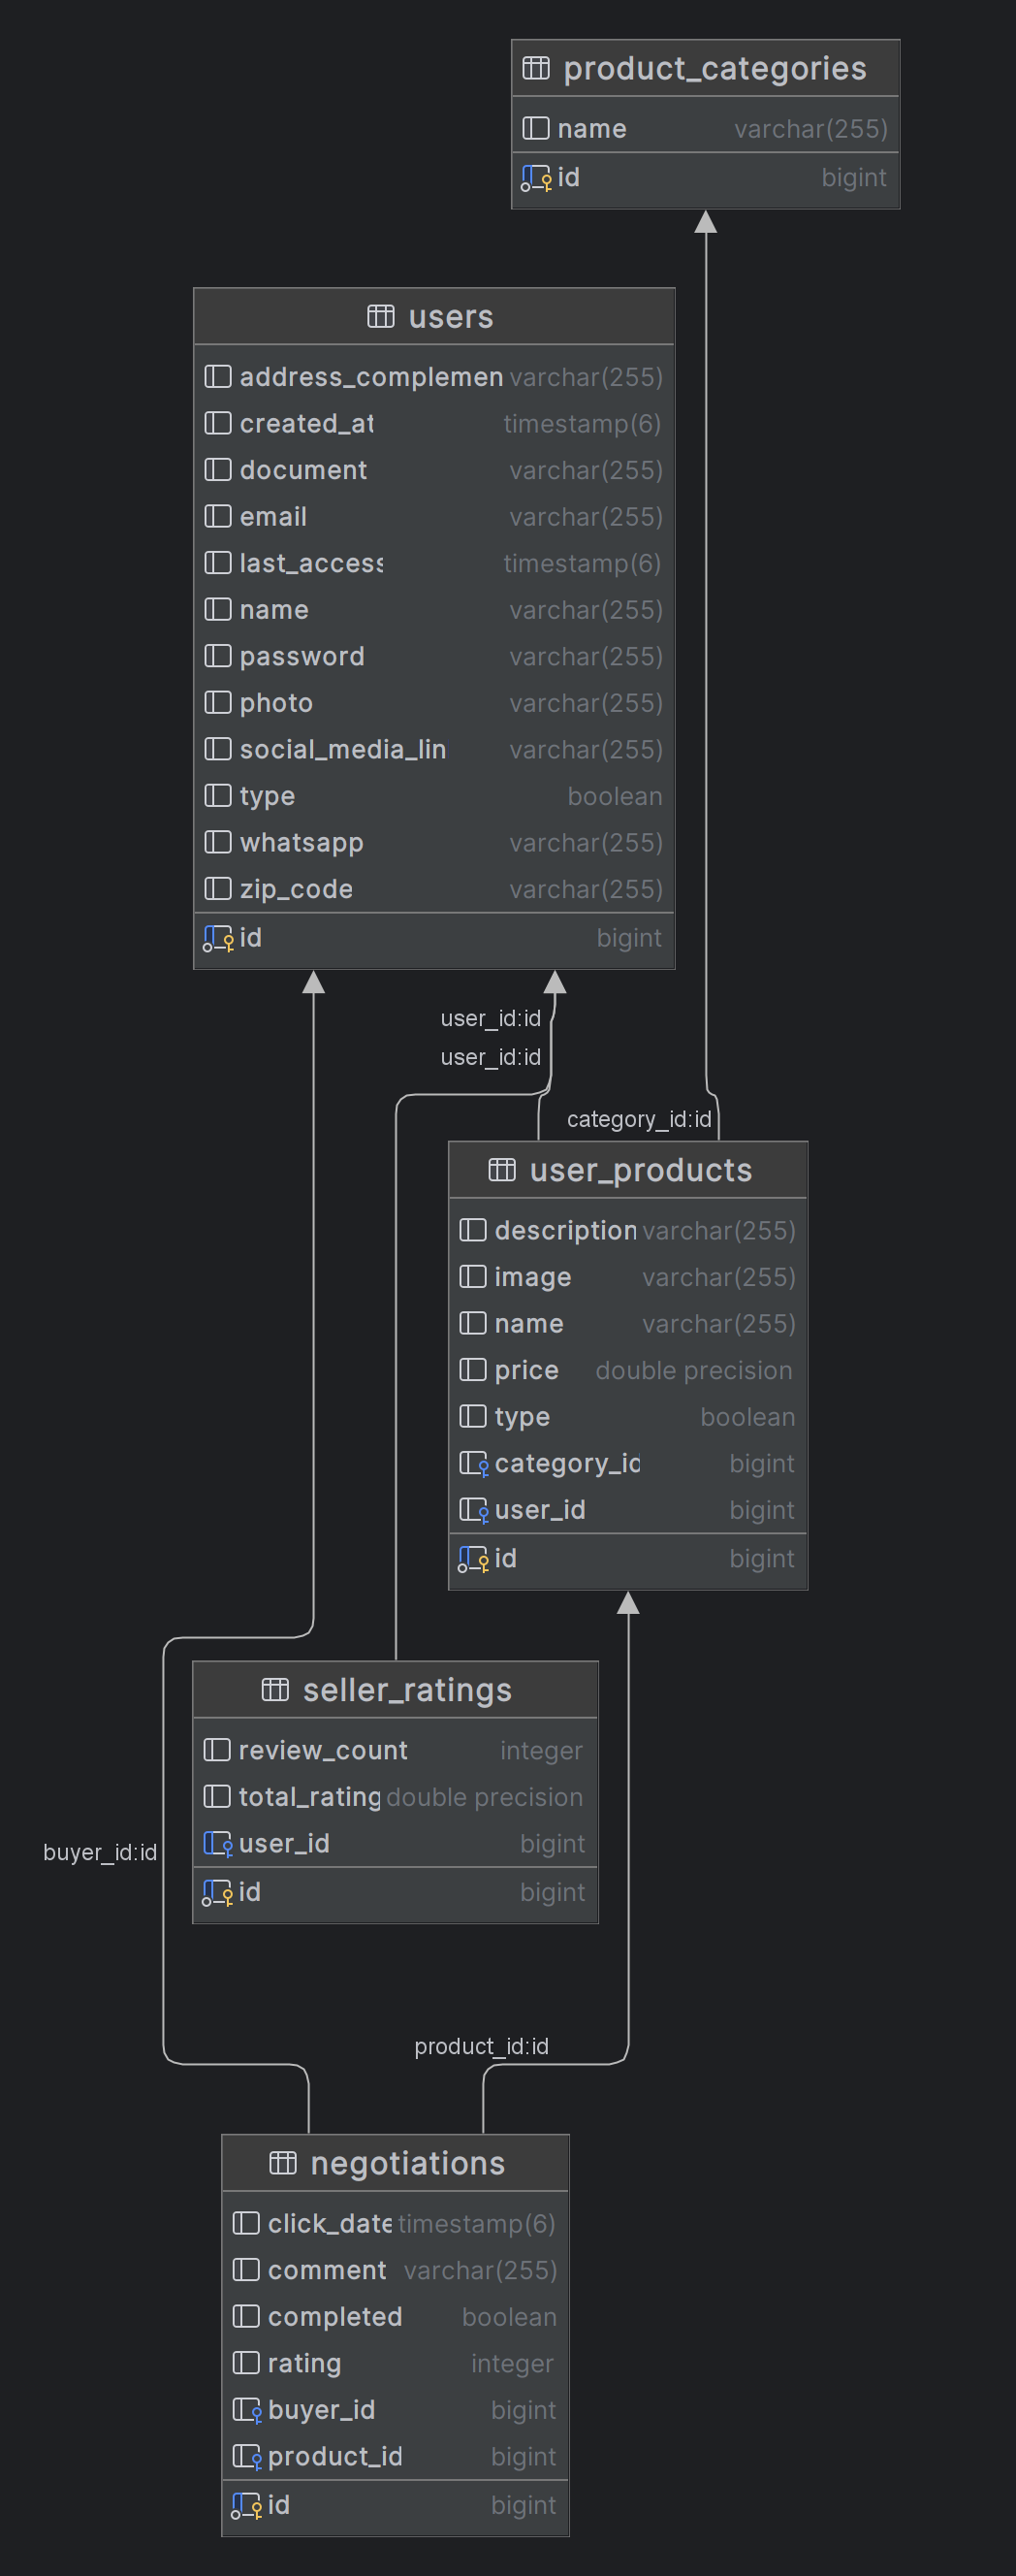 product_categories
name varchar(255)
id bigint
users
address_complemen varchar(255)
created_at timestamp(6)
document varchar(255)
email varchar(255)
last_access timestamp(6)
name varchar(255)
password varchar(255)
photo varchar(255)
social_media_lin varchar(255)
type boolean
whatsapp varchar(255)
zip_code varchar(255)
id bigint
user_id:id
user_id:id
category_id:id
user_products
description varchar(255)
image varchar(255)
name varchar(255)
price double precision
type boolean
category_id bigint
user_id bigint
id bigint
seller_ratings
review_count integer
total_rating double precision
user_id bigint
id bigint
buyer_id:id
product_id:id
negotiations
click_date timestamp(6)
comment varchar(255)
completed boolean
rating integer
buyer_id bigint
product_id bigint
id bigint